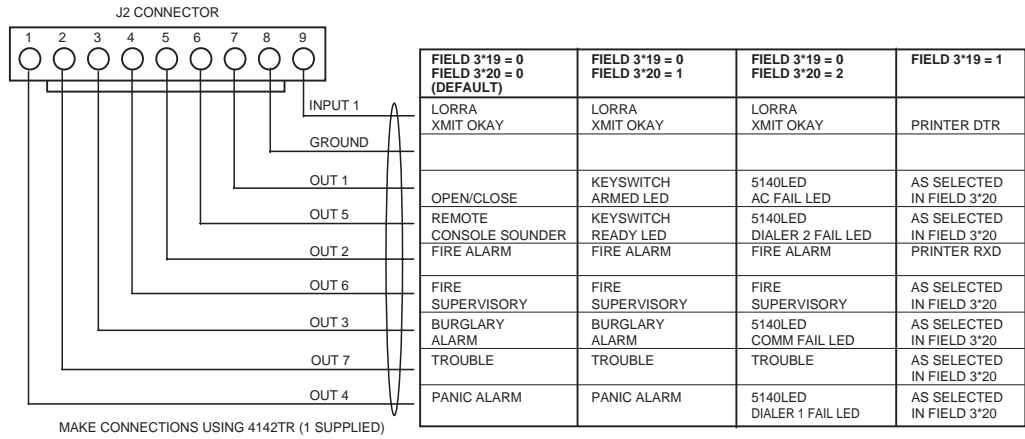 J2 CONNECTOR
1 2 3 4 5 6 7 8 9
FIELD 3*19 = 0
FIELD 3*20 = 0
(DEFAULT)
FIELD 3*19 = 0
FIELD 3*20 = 1
FIELD 3*19 = 0
FIELD 3*20 = 2
FIELD 3*19 = 1
INPUT 1
LORRA
XMIT OKAY
LORRA
XMIT OKAY
LORRA
XMIT OKAY
PRINTER DTR
GROUND
OUT 1
OPEN/CLOSE
KEYSWITCH
ARMED LED
5140LED
AC FAIL LED
AS SELECTED
IN FIELD 3*20
OUT 5
REMOTE
CONSOLE SOUNDER
KEYSWITCH
READY LED
5140LED
DIALER 2 FAIL LED
AS SELECTED
IN FIELD 3*20
OUT 2
FIRE ALARM
FIRE ALARM
FIRE ALARM
PRINTER RXD
OUT 6
FIRE
SUPERVISORY
FIRE
SUPERVISORY
FIRE
SUPERVISORY
AS SELECTED
IN FIELD 3*20
OUT 3
BURGLARY
ALARM
BURGLARY
ALARM
5140LED
COMM FAIL LED
AS SELECTED
IN FIELD 3*20
OUT 7
TROUBLE
TROUBLE
TROUBLE
AS SELECTED
IN FIELD 3*20
OUT 4
PANIC ALARM
PANIC ALARM
5140LED
DIALER 1 FAIL LED
AS SELECTED
IN FIELD 3*20
MAKE CONNECTIONS USING 4142TR (1 SUPPLIED)